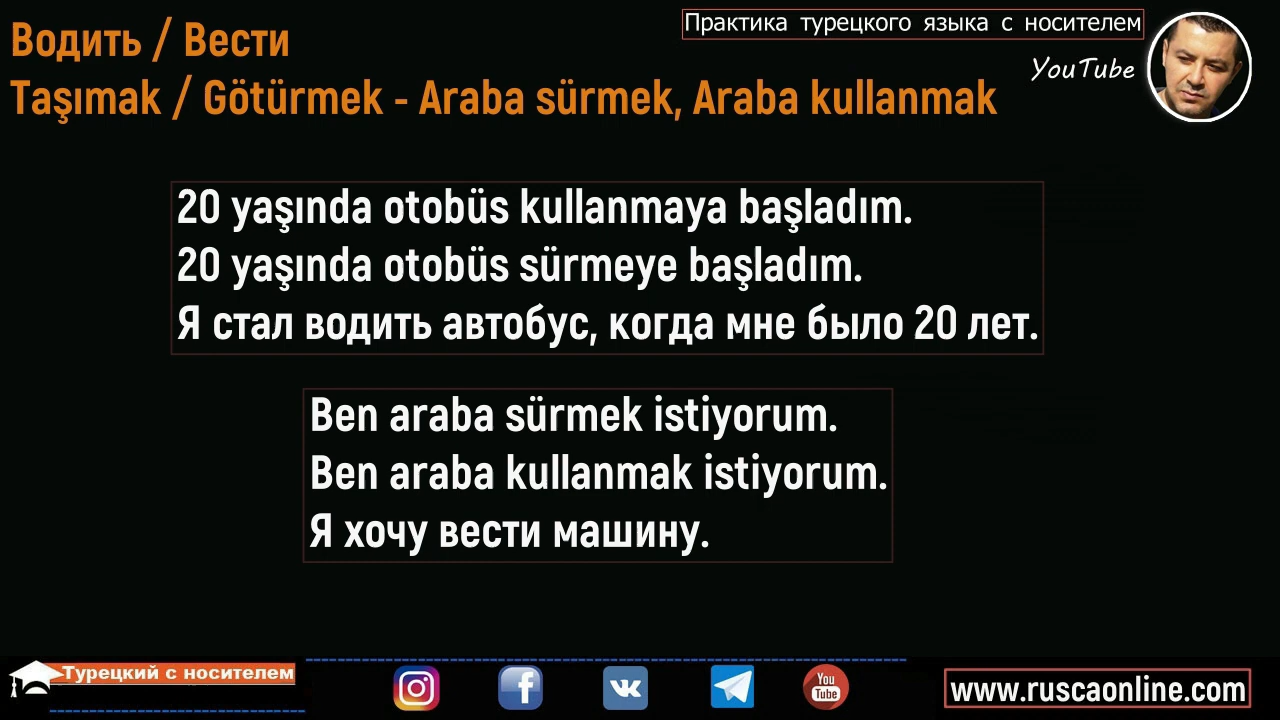 Водить / Вести
Taşımak / Götürmek - Araba sürmek, Araba kullanmak
Практика турецкого языка с носителем
YouTube
20 yaşında otobüs kullanmaya başladım.
20 yaşında otobüs sürmeye başladım.
Я стал водить автобус, когда мне было 20 лет.
Ben araba sürmek istiyorum.
Ben araba kullanmak istiyorum.
Я хочу вести машину.
Турецкий с носителем
You
Tube
www.ruscaonline.com